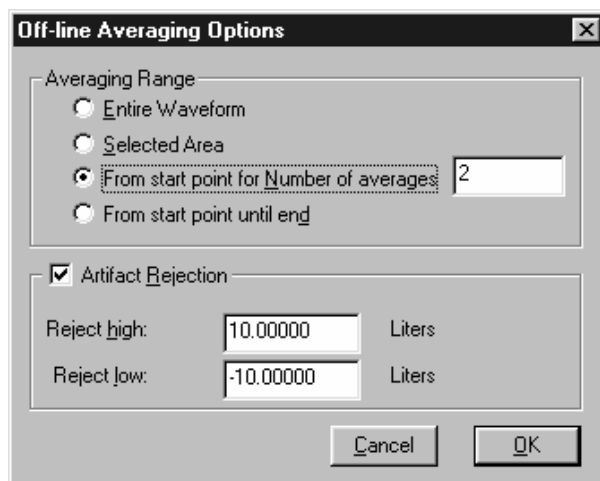 Off-line Averaging Options
Averaging Range
Entire Waveform
Selected Area
From start point for Number of averages 2
From start point until end
Artifact Rejection
Reject high: 10.00000 Liters
Reject low: -10.00000 Liters
Cancel OK